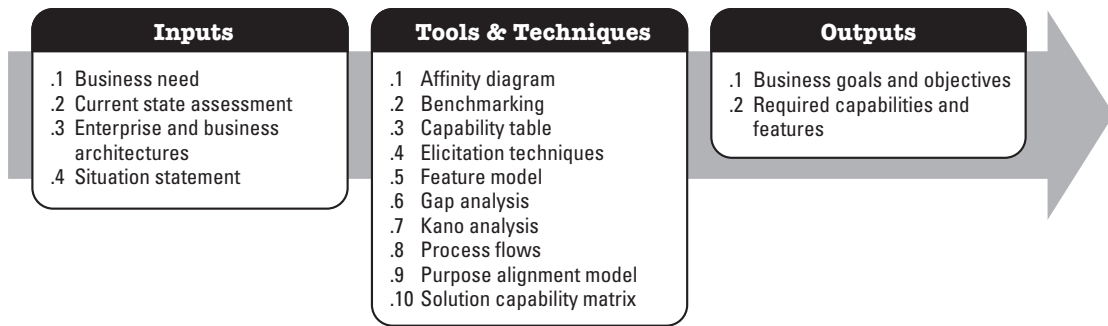 Inputs
.1 Business need
.2 Current state assessment
.3 Enterprise and business
architectures
.4 Situation statement
Tools & Techniques
.1 Affinity diagram
.2 Benchmarking
.3 Capability table
.4 Elicitation techniques
.5 Feature model
.6 Gap analysis
.7 Kano analysis
.8 Process flows
.9 Purpose alignment model
.10 Solution capability matrix
Outputs
.1 Business goals and objectives
.2 Required capabilities and
features